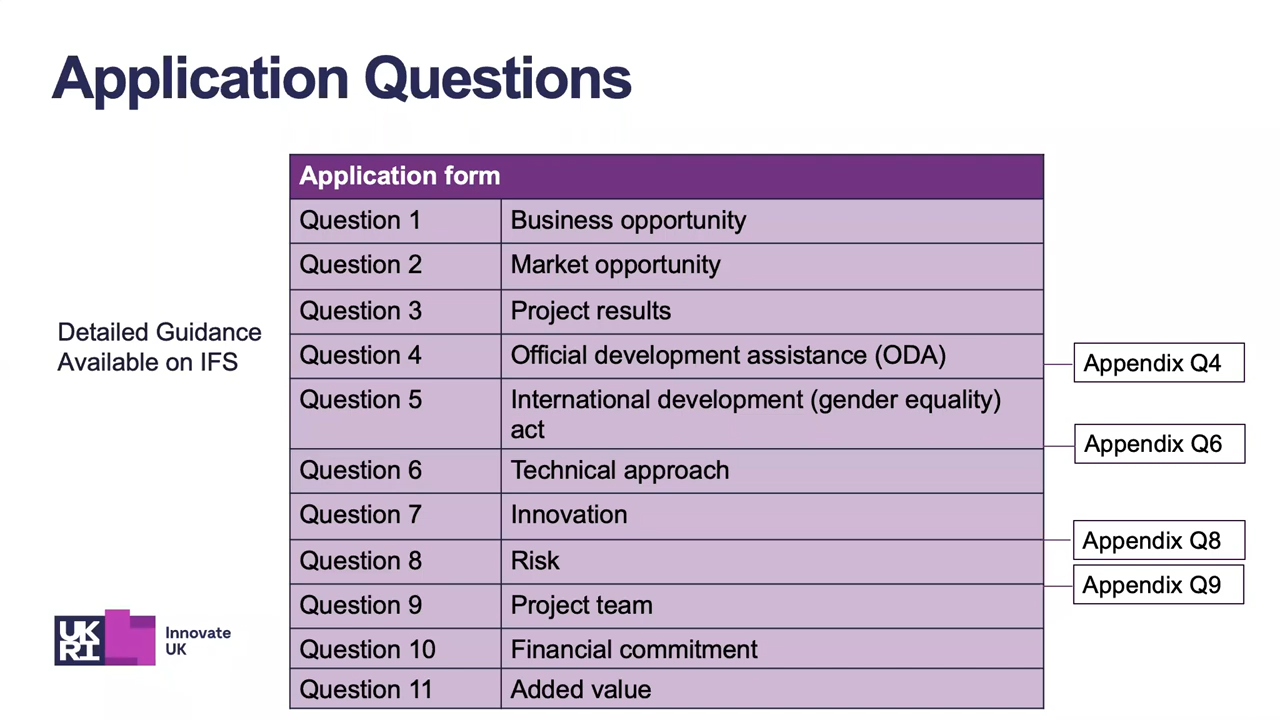 Application Questions
Detailed Guidance
Available on IFS
Application form
Question 1 Business opportunity
Question 2 Market opportunity
Question 3 Project results
Question 4 Official development assistance (ODA)
Question 5 International development (gender equality)
act
Question 6 Technical approach
Question 7 Innovation
Question 8 Risk
Question 9 Project team
Question 10 Financial commitment
Question 11 Added value
Appendix Q4
Appendix Q6
Appendix Q8
Appendix Q9
UK
RI
Innovate
UK